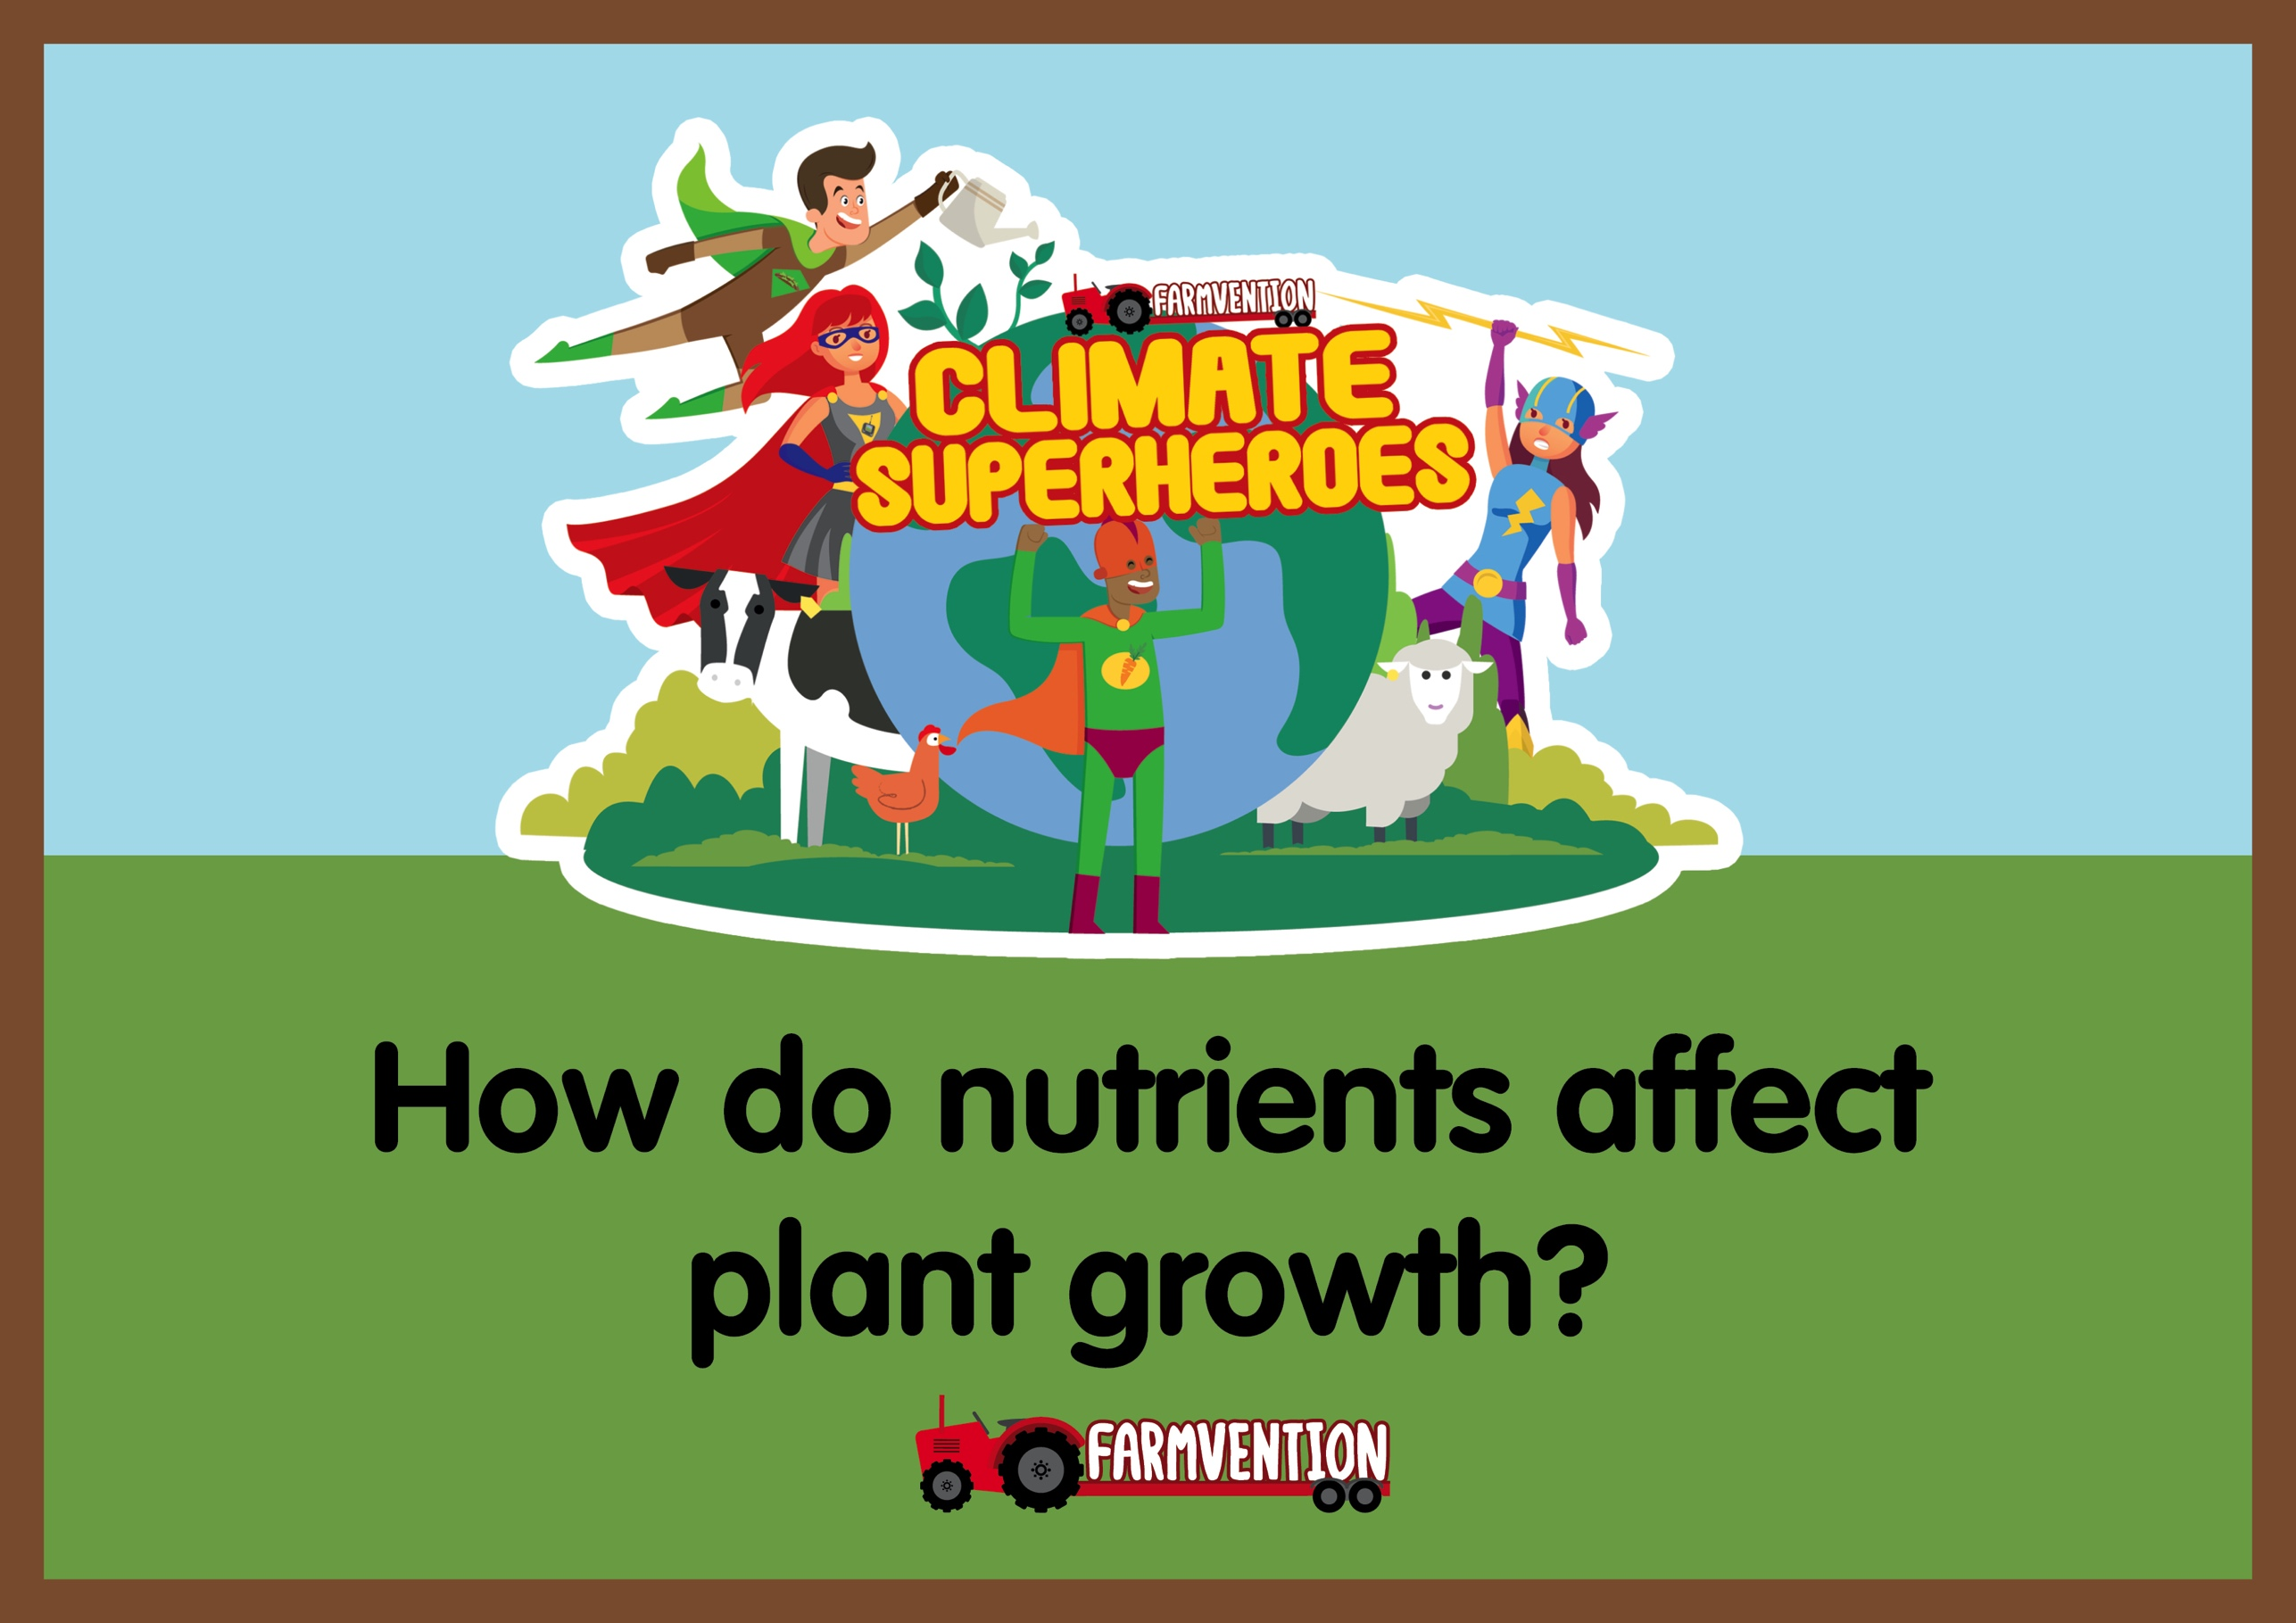 FARMVENTION
CLIMATE
SUPERHEROES
How do nutrients affect
plant growth?
FARMVENTION